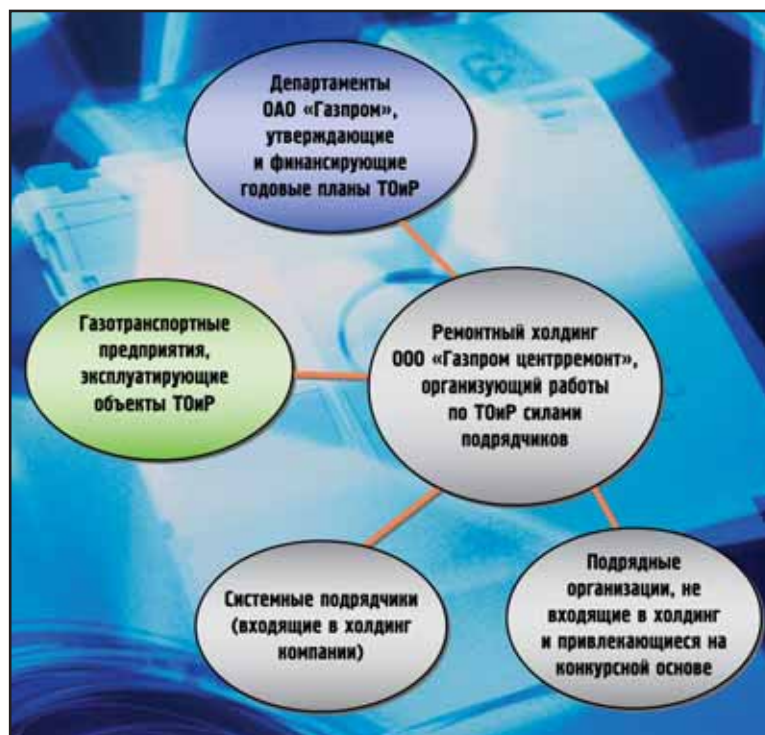 Департаменты
ОАО «Газпром»,
утверждающие
и финансирующие
годовые планы ТОиР
Газотранспортные
предприятия,
эксплуатирующие
объекты ТОиР
Ремонтный холдинг
ООО «Газпром центрремонт»,
организующий работы
по ТОиР силами
подрядчиков
Системные подрядчики
(входящие в холдинг
компании)
Подрядные
организации, не
входящие в холдинг
и привлекающиеся на
конкурсной основе